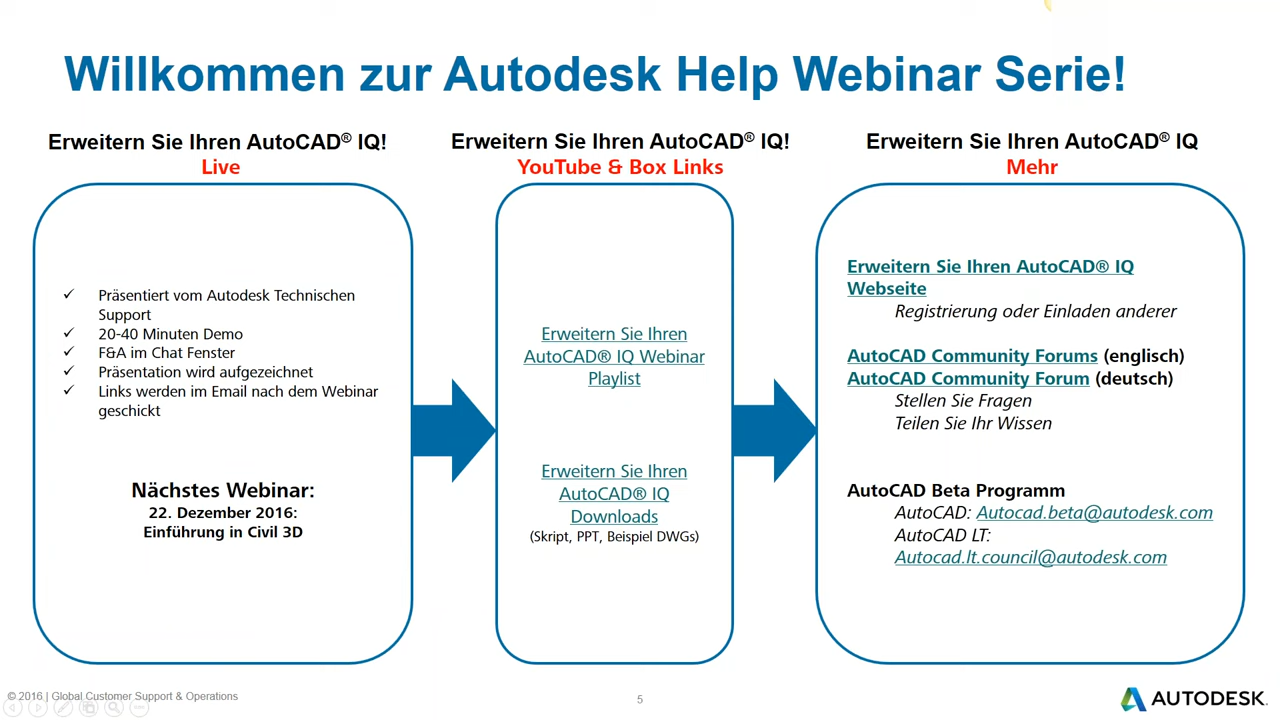 Willkommen zur Autodesk Help Webinar Serie!
Erweitern Sie Ihren AutoCAD® IQ!
Live
Präsentiert vom Autodesk Technischen
Support
20-40 Minuten Demo
F&A im Chat Fenster
Präsentation wird aufgezeichnet
Links werden im Email nach dem Webinar
geschickt
Nächstes Webinar:
22. Dezember 2016:
Einführung in Civil 3D
Erweitern Sie Ihren AutoCAD® IQ!
YouTube & Box Links
Erweitern Sie Ihren
AutoCAD® IQ Webinar
Playlist
Erweitern Sie Ihren
AutoCAD® IQ
Downloads
(Skript, PPT, Beispiel DWGs)
Erweitern Sie Ihren AutoCAD® IQ
Mehr
Erweitern Sie Ihren AutoCAD® IQ
Webseite
Registrierung oder Einladen anderer
AutoCAD Community Forums (englisch)
AutoCAD Community Forum (deutsch)
Stellen Sie Fragen
Teilen Sie Ihr Wissen
AutoCAD Beta Programm
AutoCAD: Autocad.beta@autodesk.com
AutoCAD LT:
Autocad.lt.council@autodesk.com
© 2016 | Global Customer Support & Operations
5
AUTODESK.